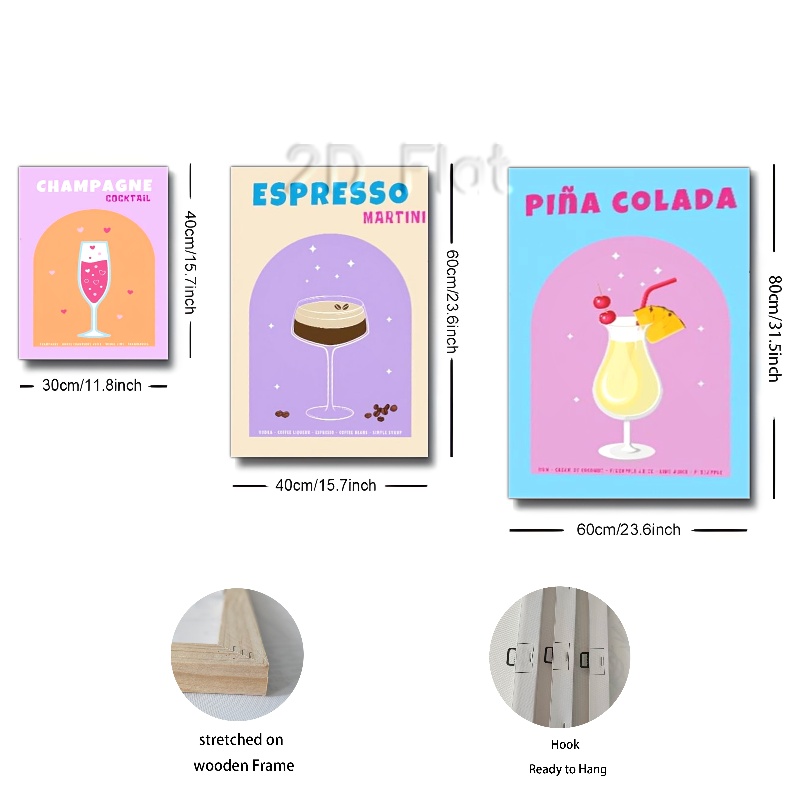 2D Flat
CHAMPAGNE
COCKTAIL
40cm/15.7inch
30cm/11.8inch
ESPRESSO
MARTINI
VODKA - COFFEE LIQUEUR - ESPRESSO - COFFEE BEANS - SIMPLE SYRUP
60cm/23.6inch
40cm/15.7inch
PIÑA COLADA
80cm/31.5inch
60cm/23.6inch
stretched on
wooden Frame
Hook
Ready to Hang